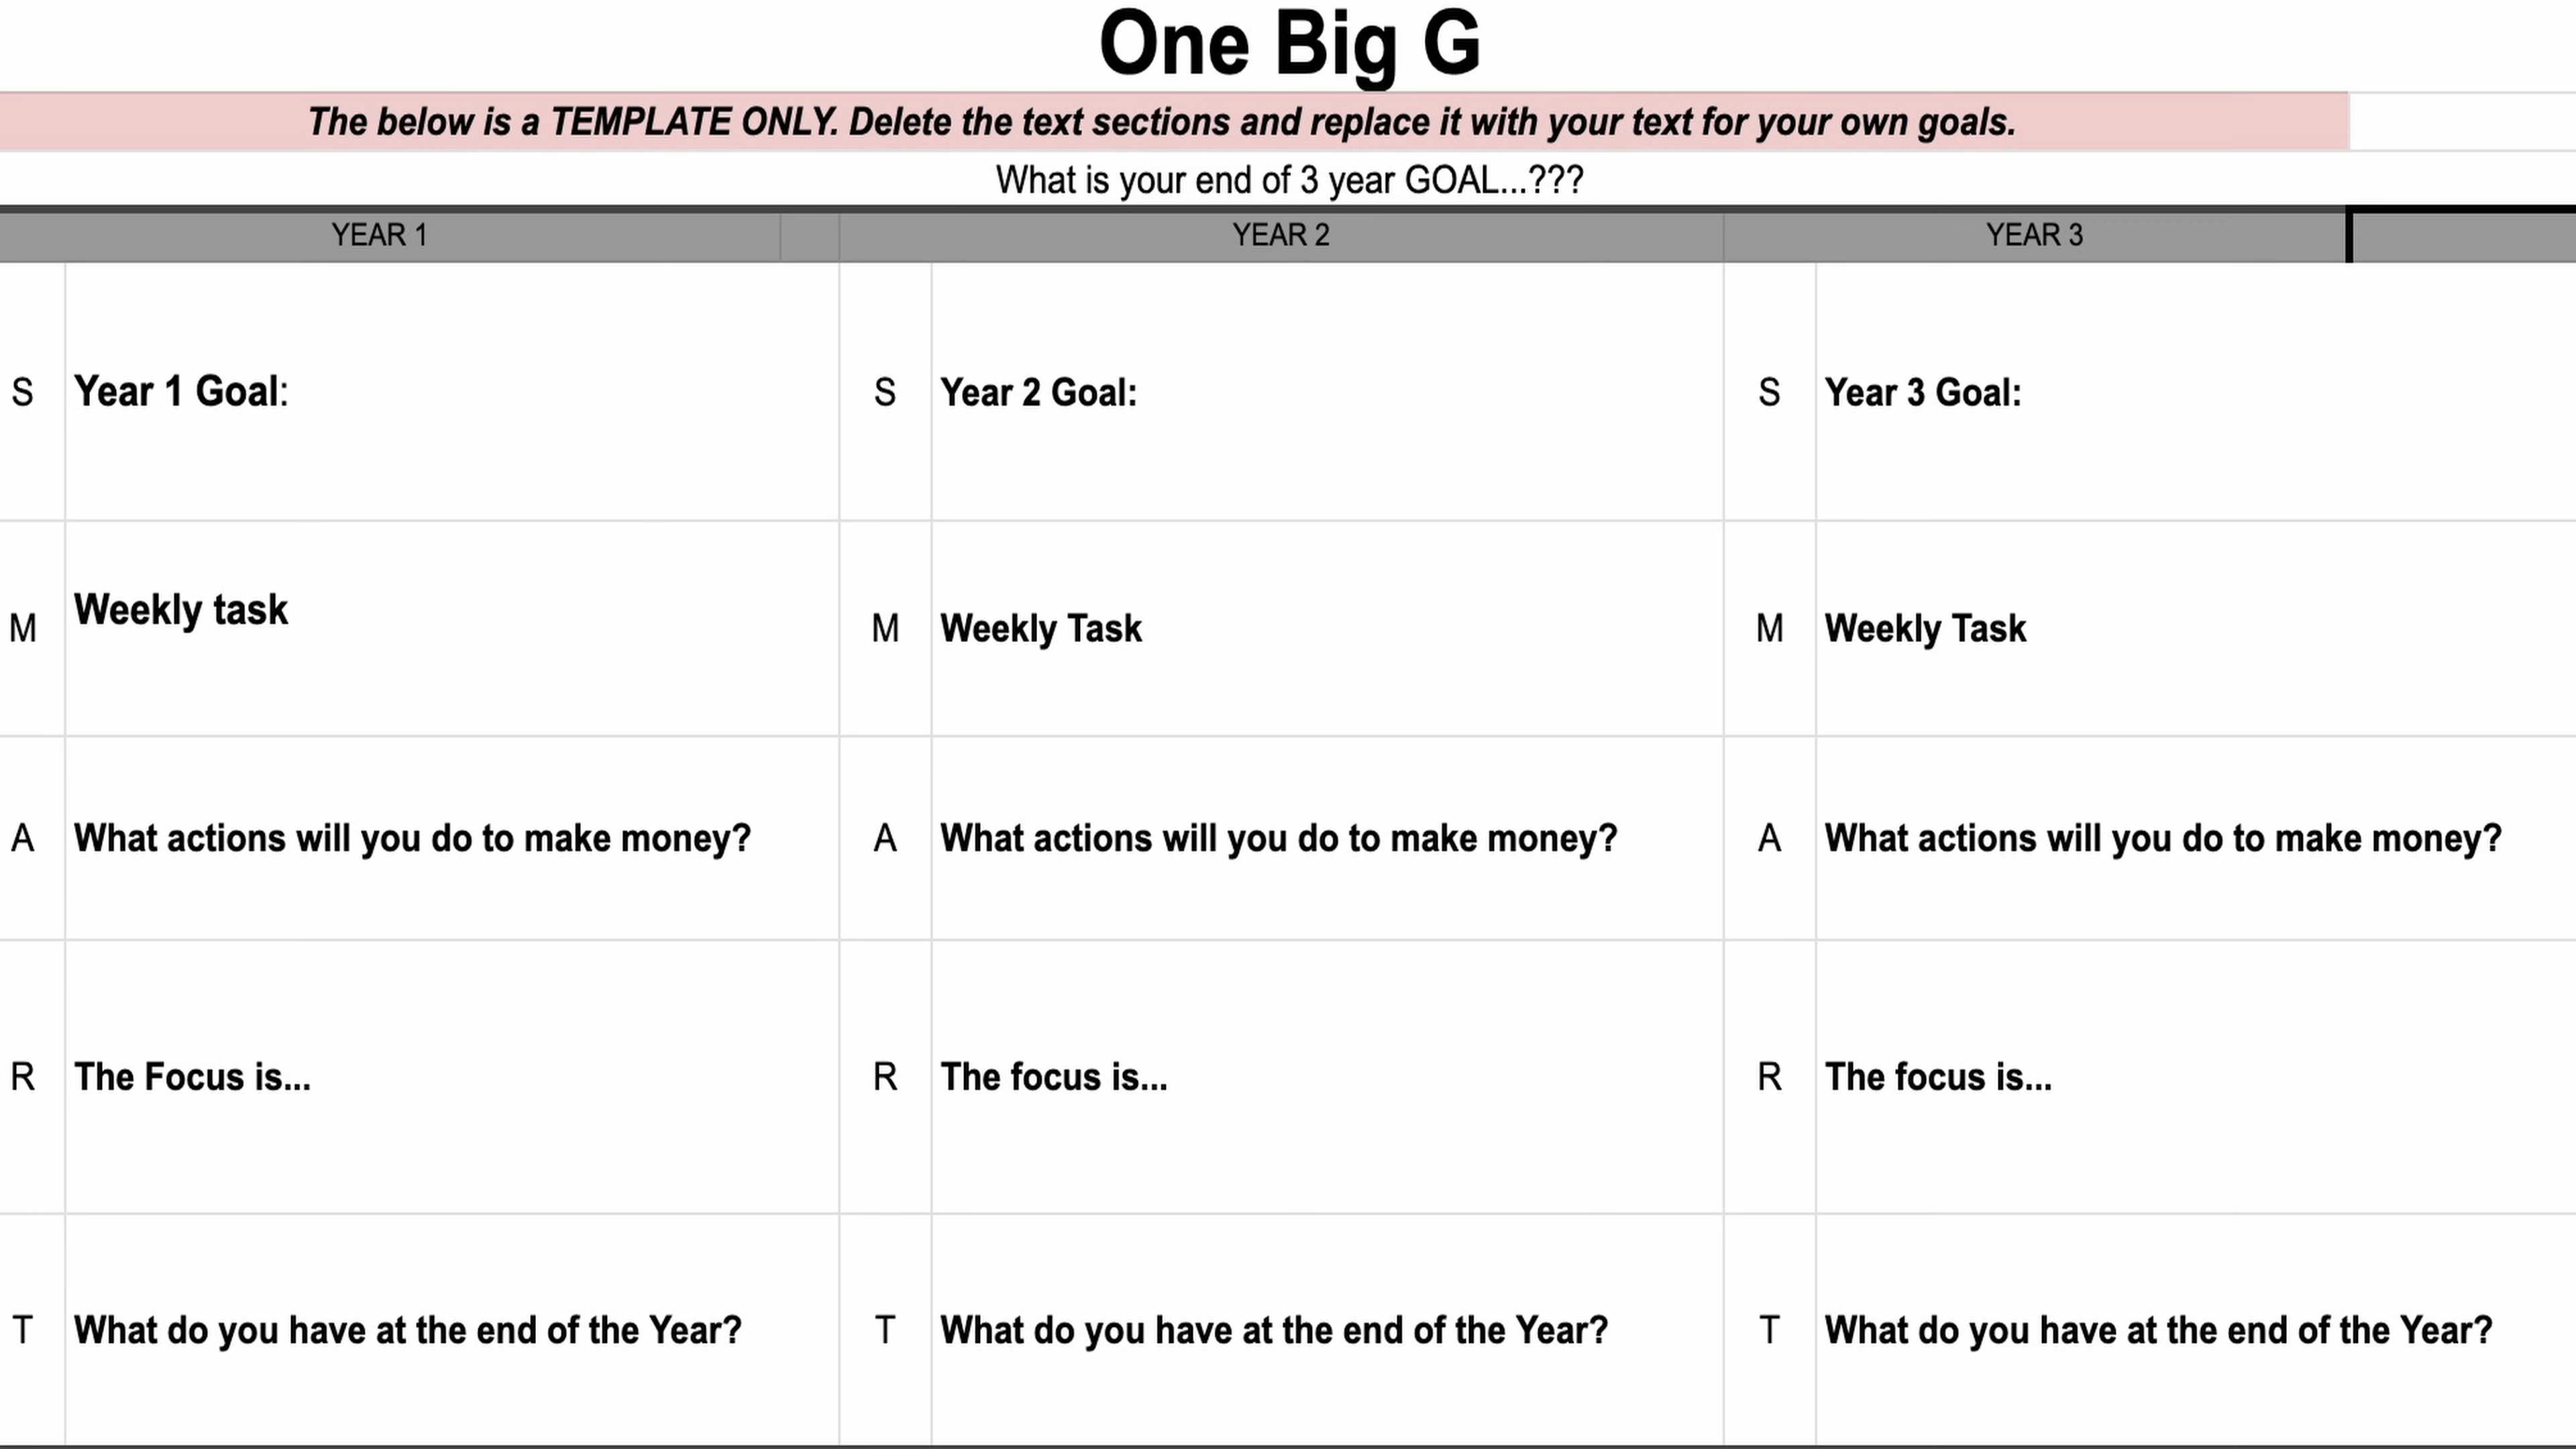 One Big G
The below is a TEMPLATE ONLY. Delete the text sections and replace it with your text for your own goals.
What is your end of 3 year GOAL...???
YEAR 1 YEAR 2 YEAR 3
S Year 1 Goal: S Year 2 Goal: S Year 3 Goal:
M Weekly task M Weekly Task M Weekly Task
A What actions will you do to make money? A What actions will you do to make money? A What actions will you do to make money?
R The Focus is... R The focus is... R The focus is...
T What do you have at the end of the Year? T What do you have at the end of the Year? T What do you have at the end of the Year?